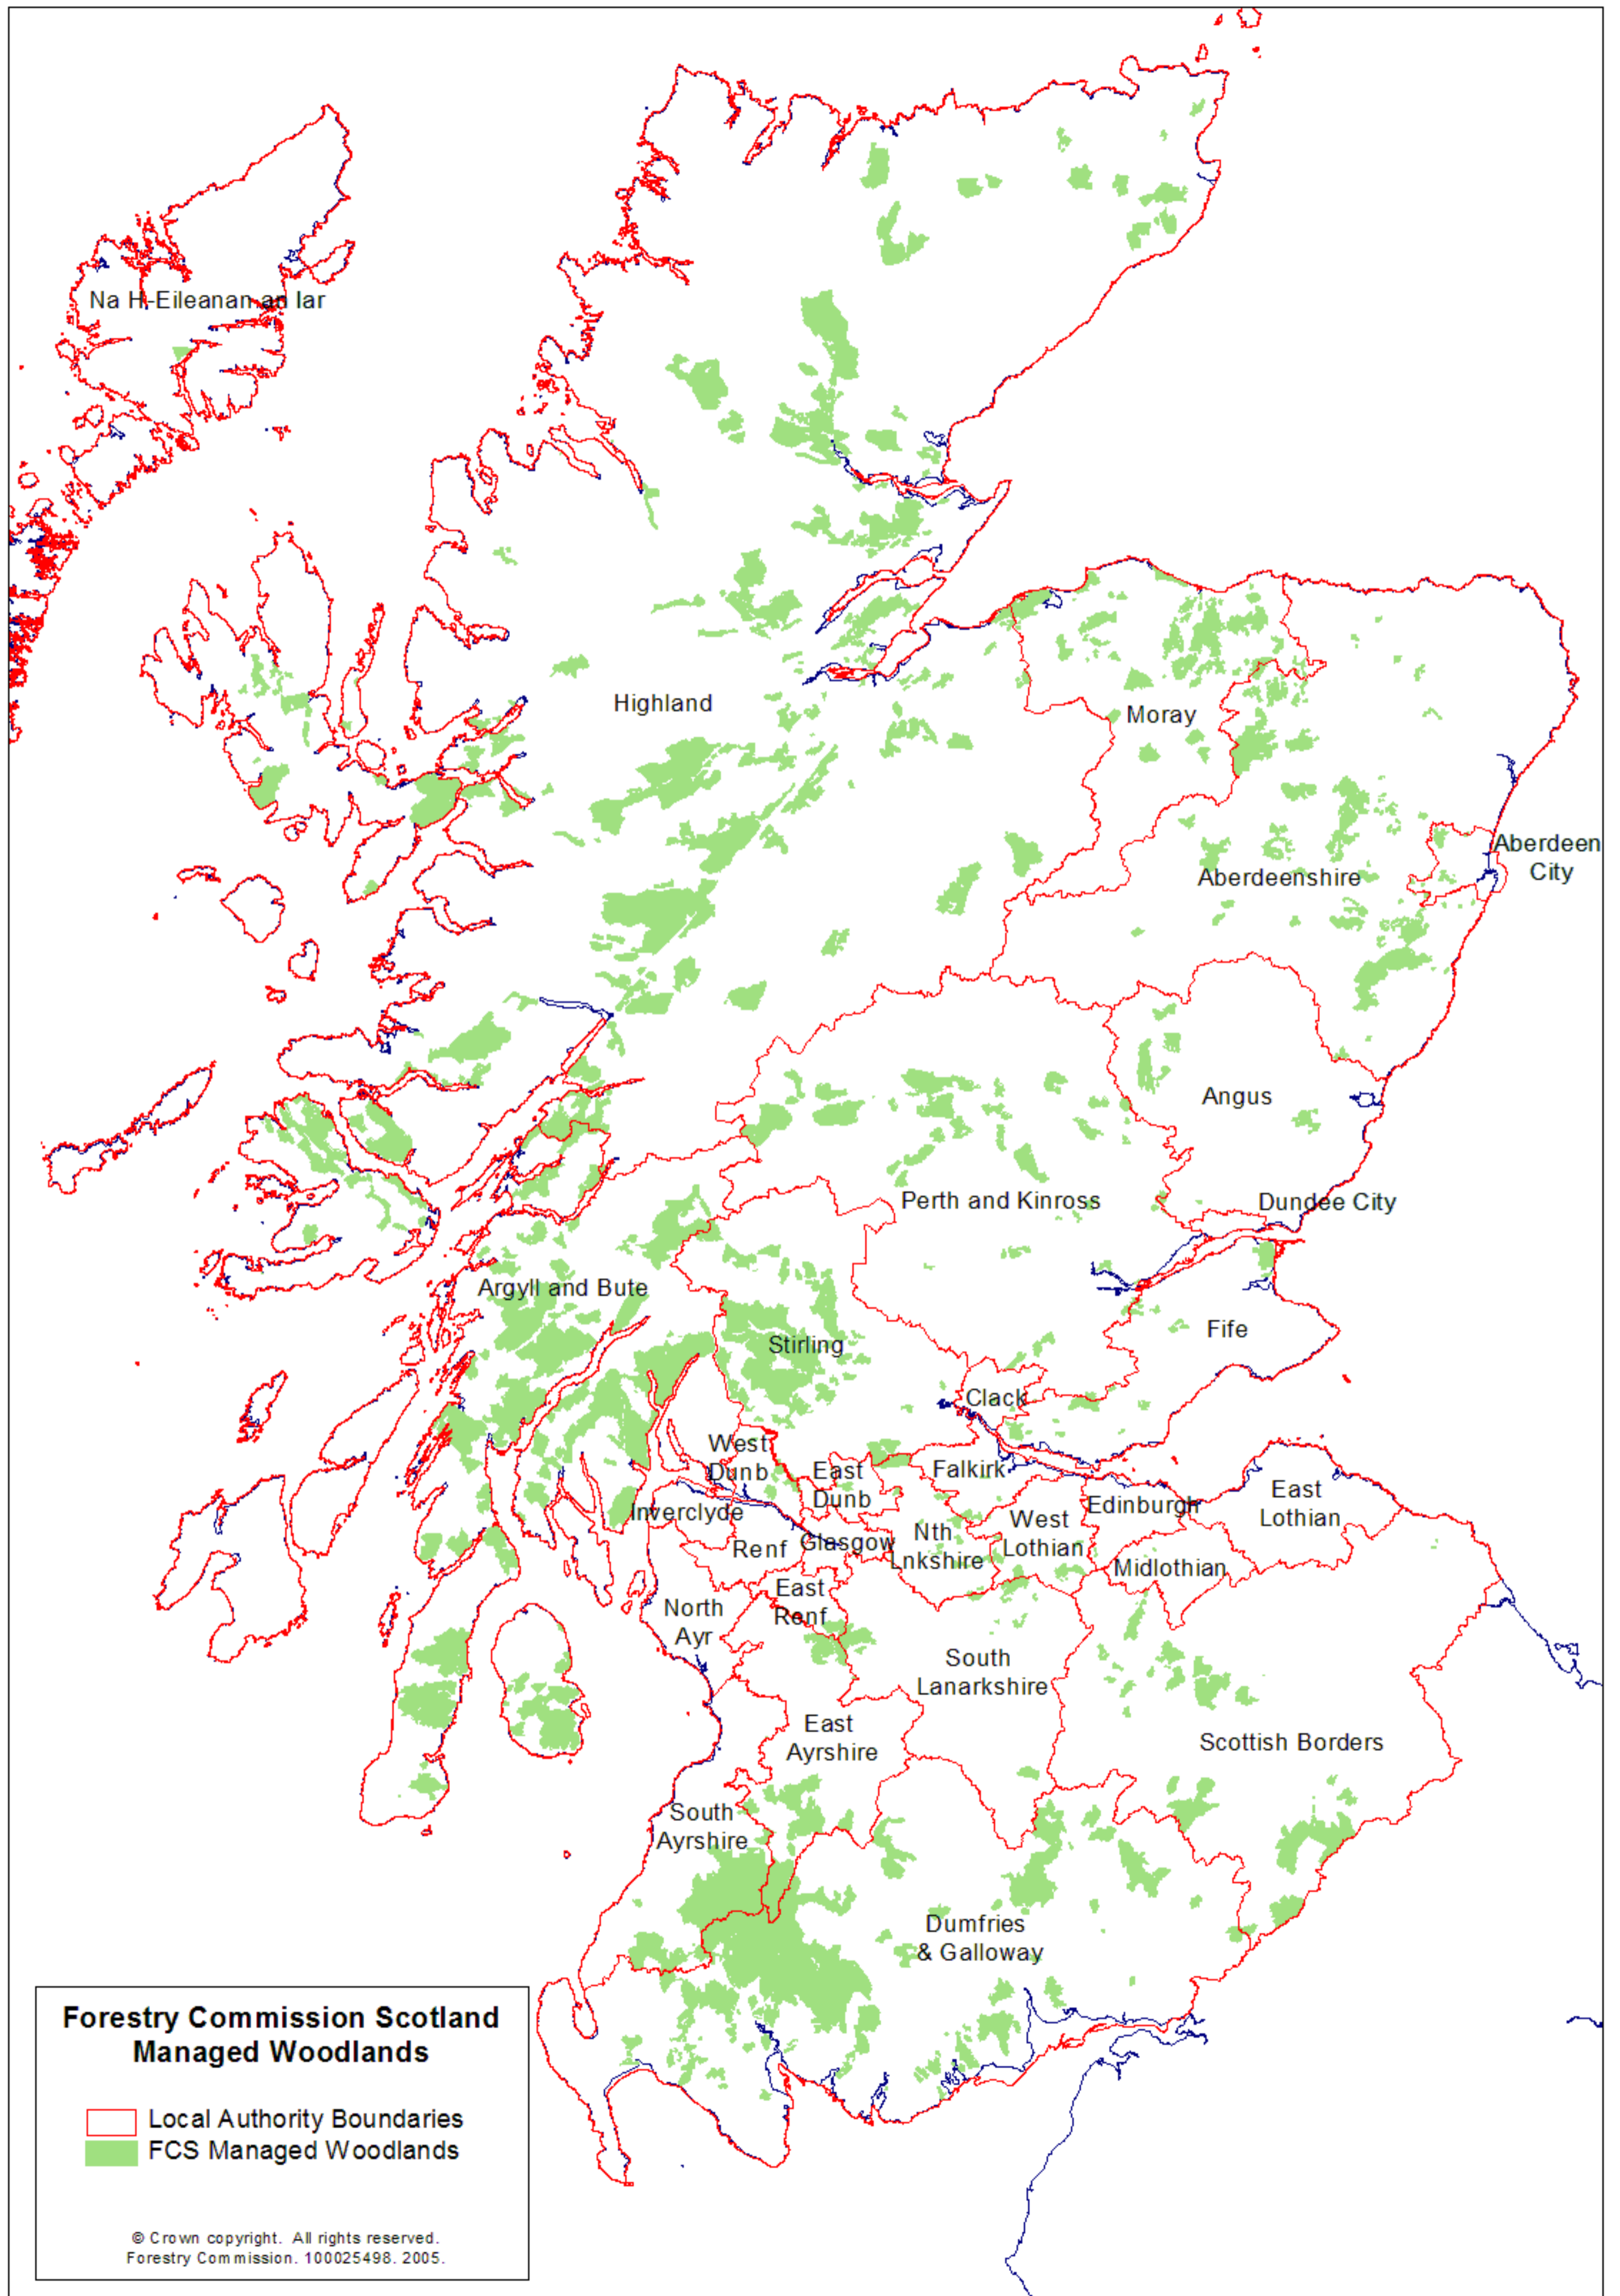 Na H-Eileanan an Iar
Highland
Moray
Aberdeen
City
Aberdeenshire
Angus
Perth and Kinross
Dundee City
Argyll and Bute
Fife
Stirling
Clack
West
Dunb
East
Dunb
Falkirk
Inverclyde
Edinburgh
East
Lothian
West
Lothian
Nth
Lnkshire
Renf
Glasgow
Midlothian
East
Renf
North
Ayr
South
Lanarkshire
East
Ayrshire
Scottish Borders
South
Ayrshire
Dumfries
& Galloway
Forestry Commission Scotland
Managed Woodlands
Local Authority Boundaries
FCS Managed Woodlands
© Crown copyright. All rights reserved.
Forestry Commission. 100025498. 2005.